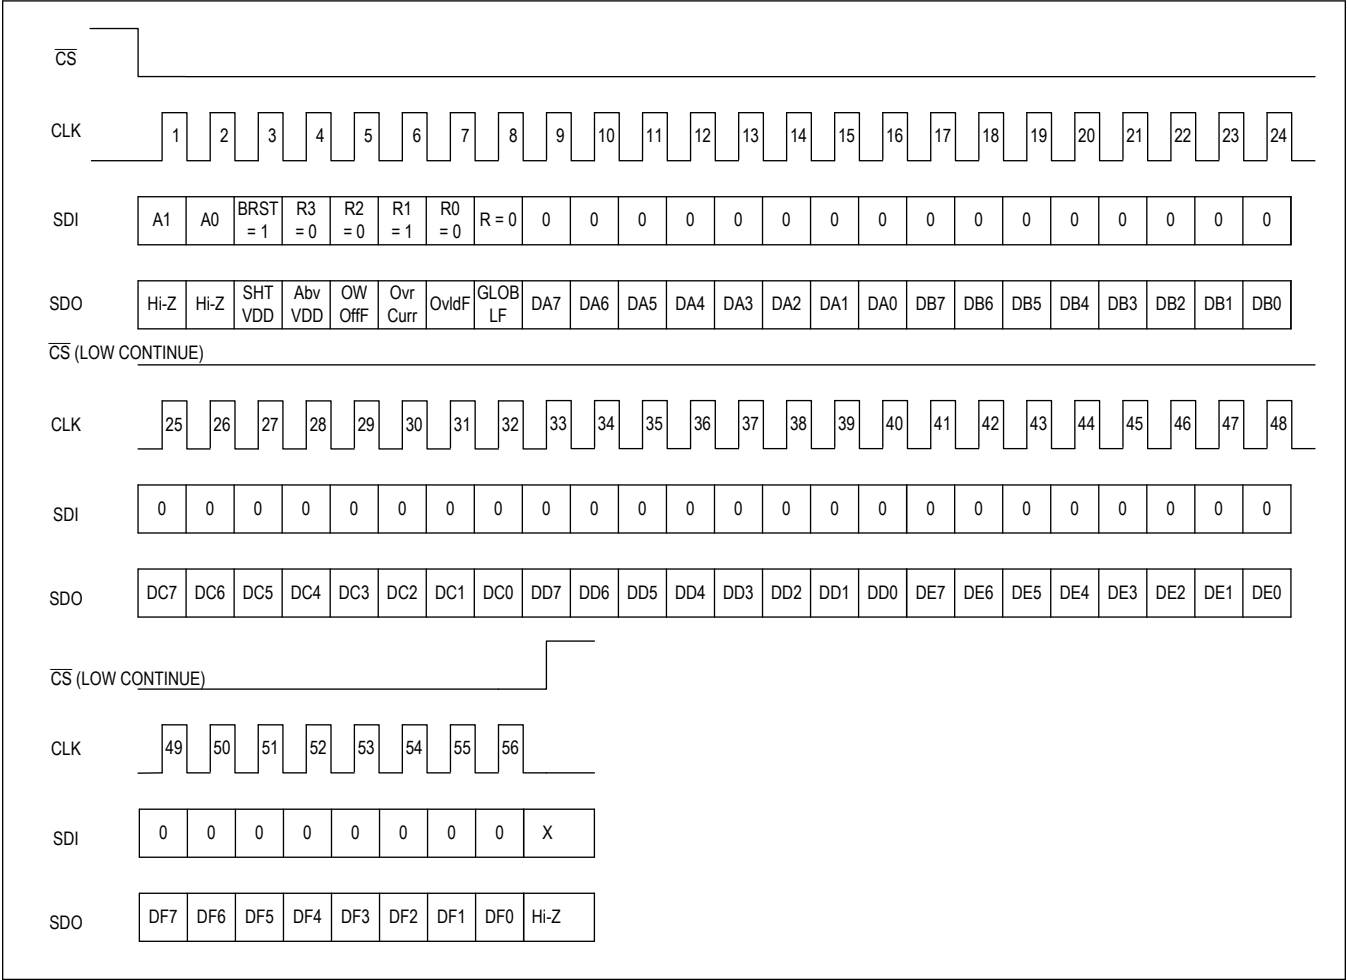 CS
CLK 1 2 3 4 5 6 7 8 9 10 11 12 13 14 15 16 17 18 19 20 21 22 23 24
SDI A1 A0 BRST = 1 R3 = 0 R2 = 0 R1 = 1 R0 = 0 R = 0 0 0 0 0 0 0 0 0 0 0 0 0 0 0 0 0
SDO Hi-Z Hi-Z SHT VDD Abv VDD OW OffF Ovr Curr OvldF GLOB LF DA7 DA6 DA5 DA4 DA3 DA2 DA1 DA0 DB7 DB6 DB5 DB4 DB3 DB2 DB1 DB0
CS (LOW CONTINUE)
CLK 25 26 27 28 29 30 31 32 33 34 35 36 37 38 39 40 41 42 43 44 45 46 47 48
SDI 0 0 0 0 0 0 0 0 0 0 0 0 0 0 0 0 0 0 0 0 0 0 0 0
SDO DC7 DC6 DC5 DC4 DC3 DC2 DC1 DC0 DD7 DD6 DD5 DD4 DD3 DD2 DD1 DD0 DE7 DE6 DE5 DE4 DE3 DE2 DE1 DE0
CS (LOW CONTINUE)
CLK 49 50 51 52 53 54 55 56
SDI 0 0 0 0 0 0 0 0 X
SDO DF7 DF6 DF5 DF4 DF3 DF2 DF1 DF0 Hi-Z